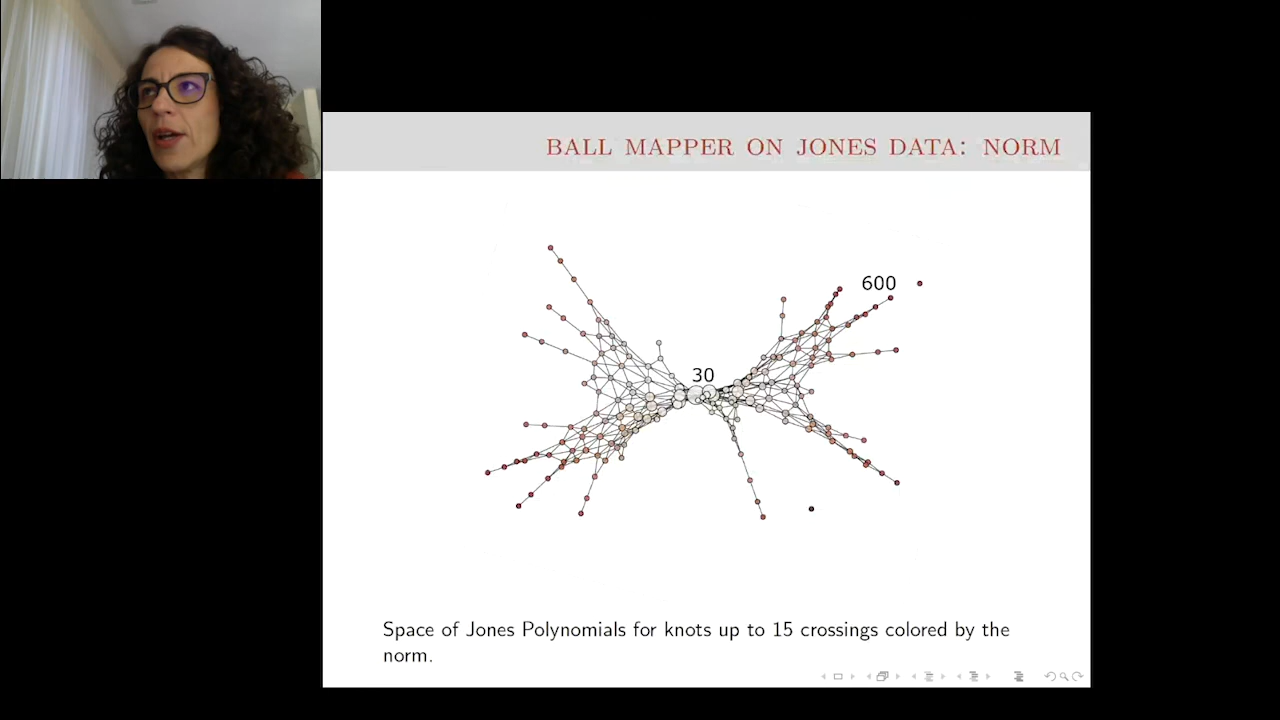 BALL MAPPER ON JONES DATA: NORM
600
30
Space of Jones Polynomials for knots up to 15 crossings colored by the
norm.